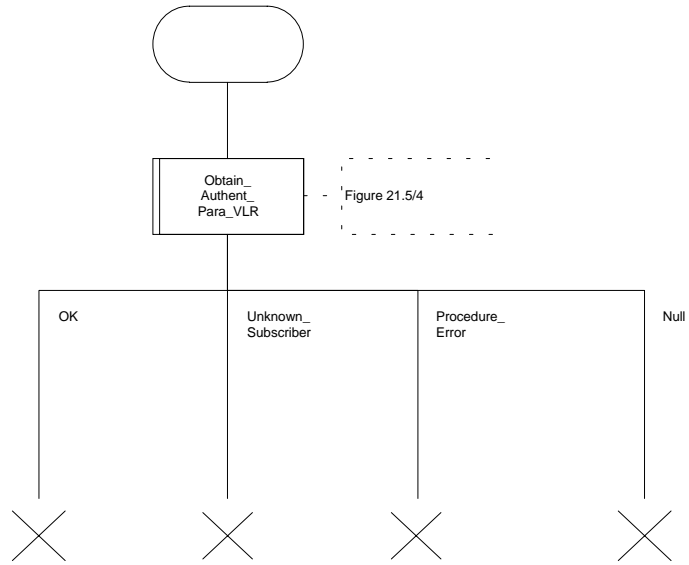 Obtain_
Authent_
Para_VLR
Figure 21.5/4
OK
Unknown_
Subscriber
Procedure_
Error
Null